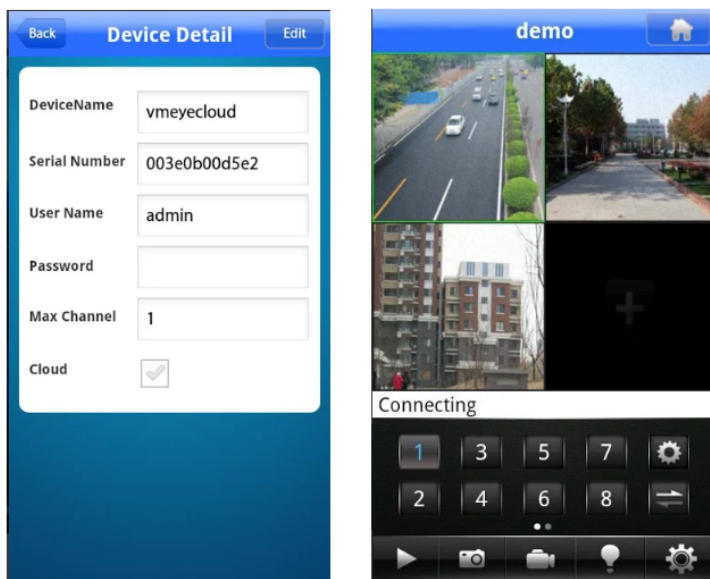 Back Device Detail Edit
DeviceName vmeyecloud
Serial Number 003e0b00d5e2
User Name admin
Password
Max Channel 1
Cloud
demo
Connecting
1 3 5 7
2 4 6 8